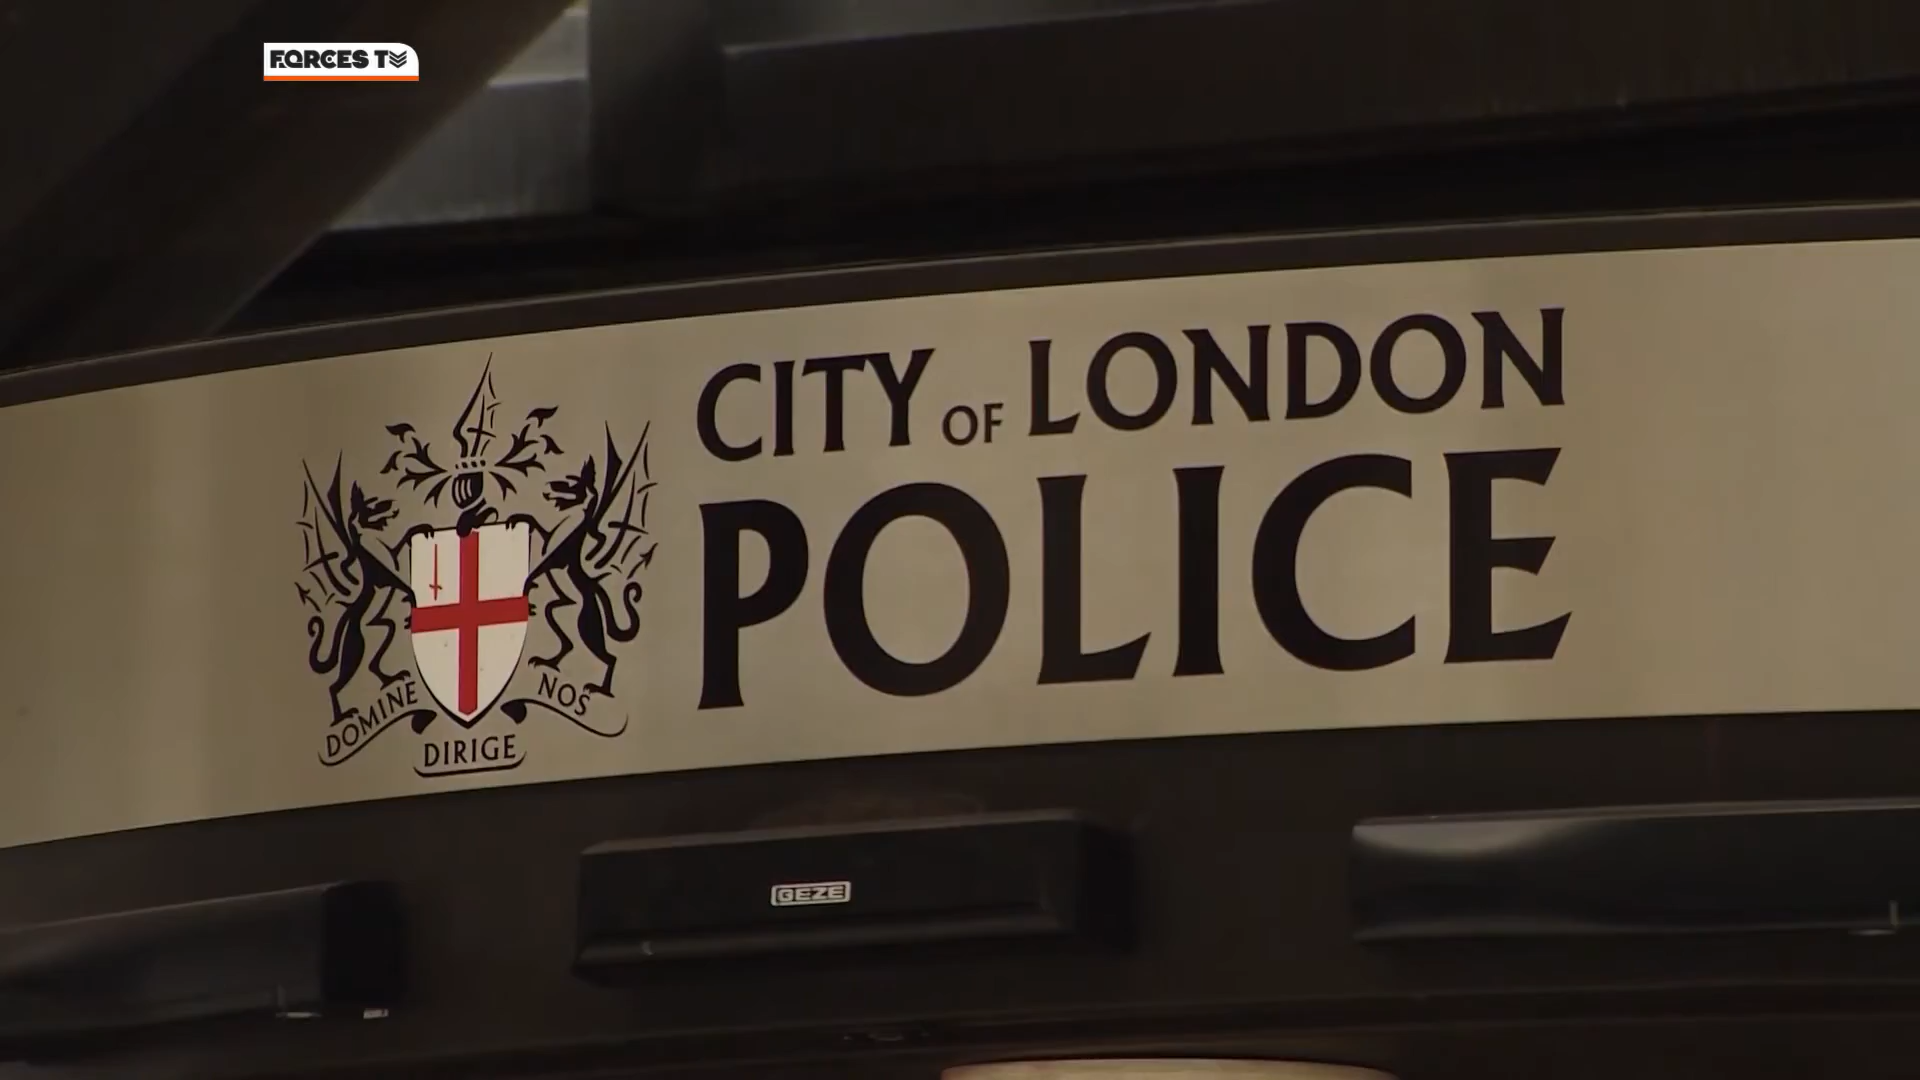 FORCES TV
CITY OF LONDON
POLICE
DOMINE DIRIGE NOS
GEZE